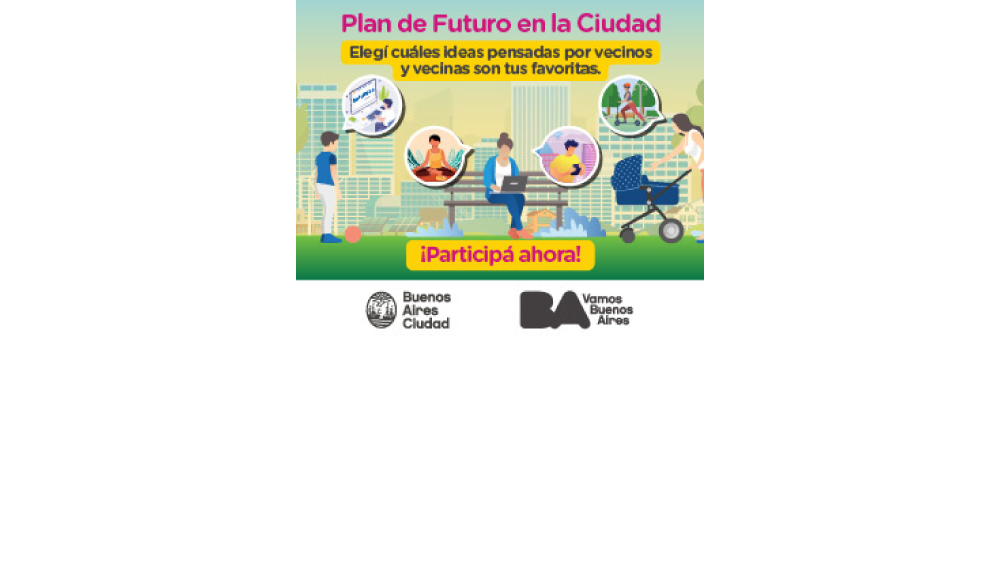 Plan de Futuro en la Ciudad
Elegí cuáles ideas pensadas por vecinos
y vecinas son tus favoritas.
¡Participá ahora!
Buenos
Aires
Ciudad
BA
Vamos
Buenos
Aires